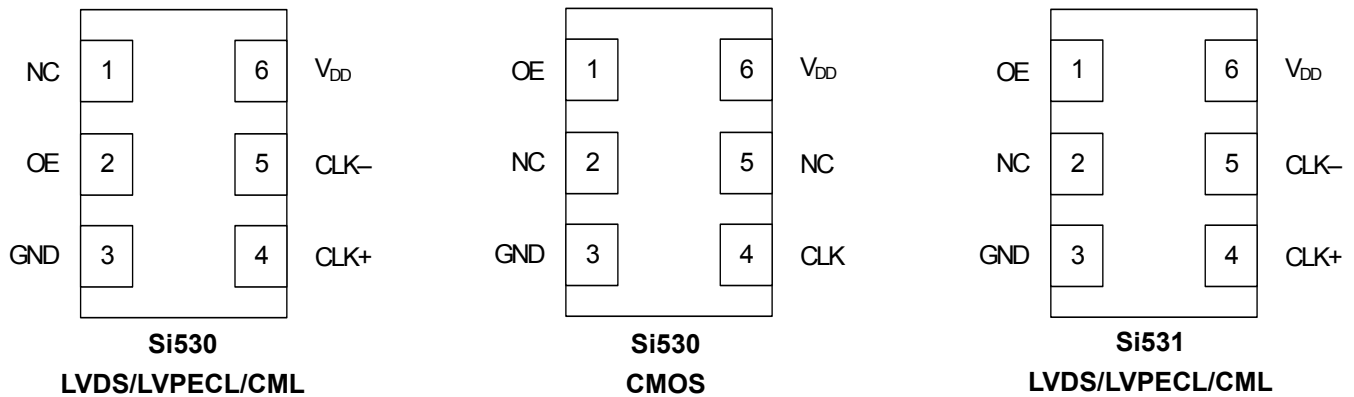 NC 1 6 VDD
OE 2 5 CLK–
GND 3 4 CLK+
Si530
LVDS/LVPECL/CML
OE 1 6 VDD
NC 2 5 NC
GND 3 4 CLK
Si530
CMOS
OE 1 6 VDD
NC 2 5 CLK–
GND 3 4 CLK+
Si531
LVDS/LVPECL/CML